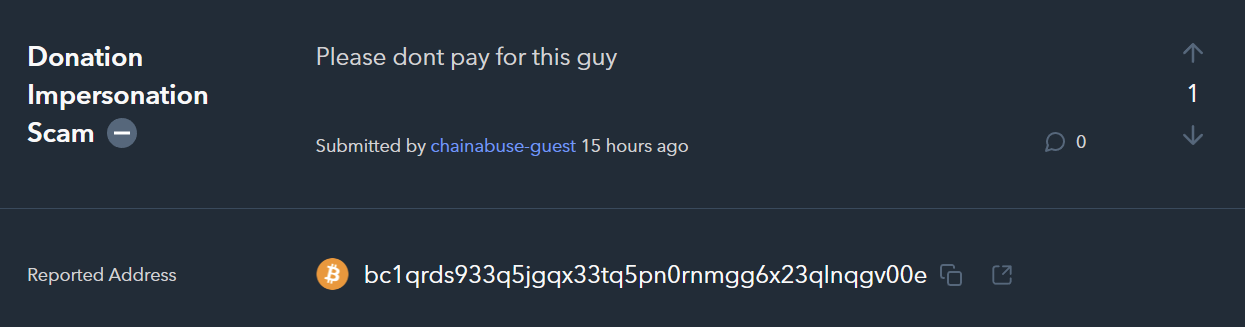 Donation
Impersonation
Scam
Please dont pay for this guy
1
Submitted by chainabuse-guest 15 hours ago
0
Reported Address
bc1qrds933q5jgqx33tq5pn0rnmgg6x23qlnqgv00e